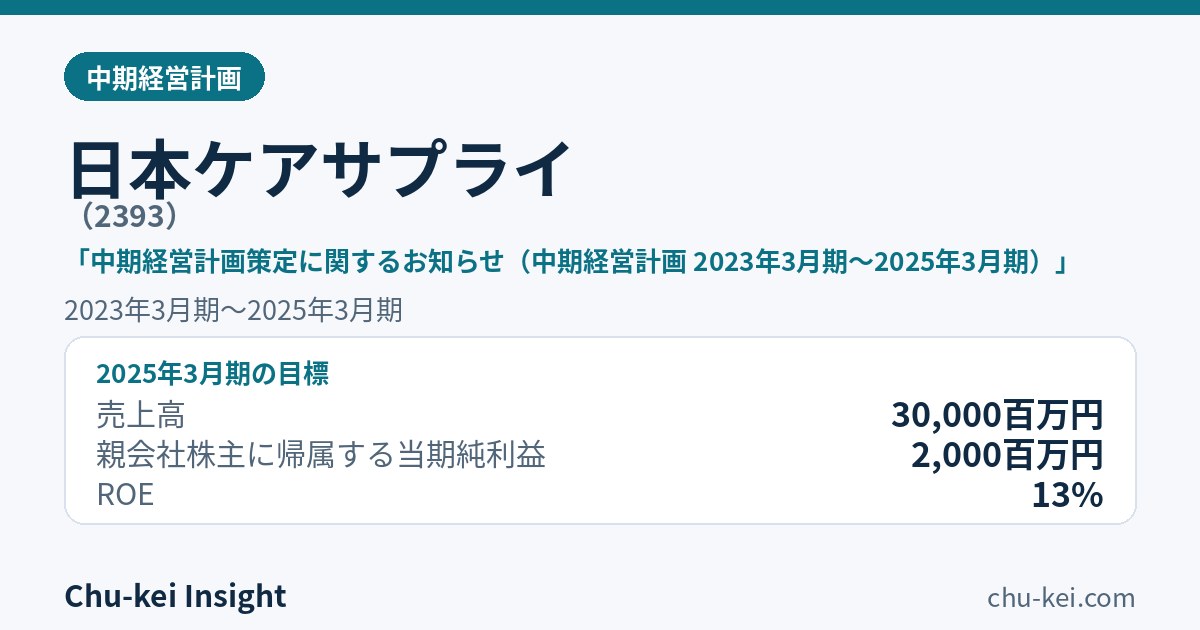 中期経営計画
日本ケアサプライ
（2393）
「中期経営計画策定に関するお知らせ（中期経営計画 2023年3月期～2025年3月期）」
2023年3月期～2025年3月期
2025年3月期の目標
売上高 30,000百万円
親会社株主に帰属する当期純利益 2,000百万円
ROE 13%
Chu-kei Insight chu-kei.com